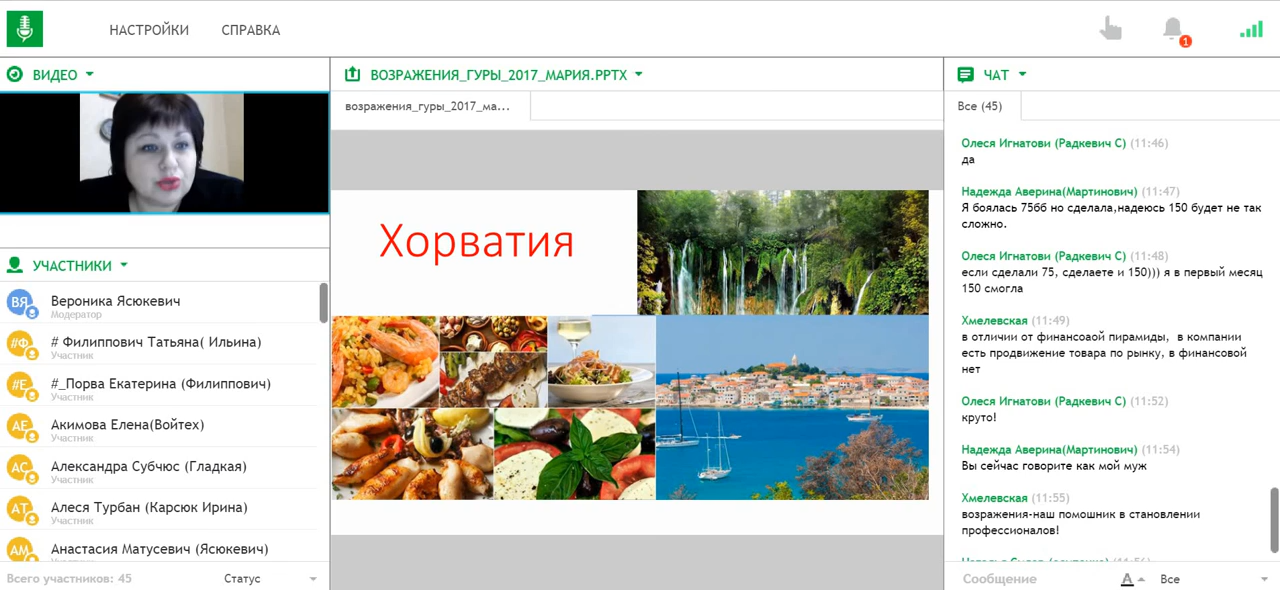 НАСТРОЙКИ
СПРАВКА
1
ВИДЕО
ВОЗРАЖЕНИЯ_ГУРЫ_2017_МАРИЯ.PPTX
ЧАТ
возражения_гуры_2017_ма...
Все (45)
Хорватия
УЧАСТНИКИ
ВЯ
Вероника Ясюкевич
Модератор
#Ф
# Филиппович Татьяна( Ильина)
Участник
#Е
#_Порва Екатерина (Филиппович)
Участник
АЕ
Акимова Елена(Войтех)
Участник
АС
Александра Субчюс (Гладкая)
Участник
АТ
Алеся Турбан (Карсюк Ирина)
Участник
АМ
Анастасия Матусевич (Ясюкевич)
Всего участников: 45
Статус
Олеся Игнатови (Радкевич С) (11:46)
да
Надежда Аверина(Мартинович) (11:47)
Я боялась 75бб но сделала,надеюсь 150 будет не так
сложно.
Олеся Игнатови (Радкевич С) (11:48)
если сделали 75, сделаете и 150))) я в первый месяц
150 смогла
Хмелевская (11:49)
в отличии от финансоаой пирамиды, в компании
есть продвижение товара по рынку, в финансовой
нет
Олеся Игнатови (Радкевич С) (11:52)
круто!
Надежда Аверина(Мартинович) (11:54)
Вы сейчас говорите как мой муж
Хмелевская (11:55)
возражения-наш помошник в становлении
профессионалов!
Сообщение
А
Все